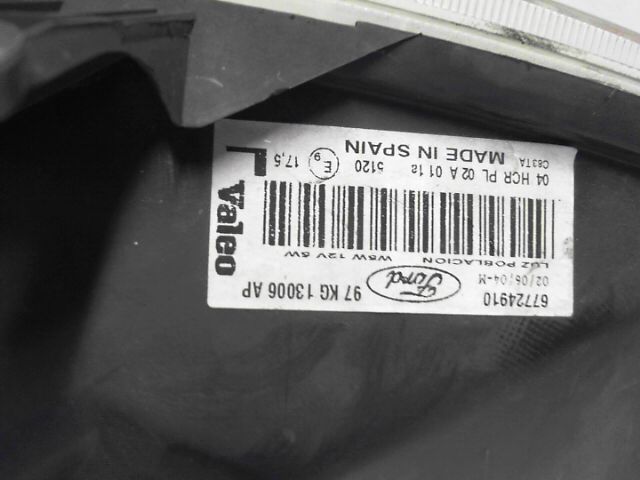 67724910 Ford 97 KG 13006 AP
02/06/04-M
LUZ POBLACION W5W 12V 5W
Valeo
L
04 HCR PL 02 A 01 1a 5120 E9 17,5
C63TA MADE IN SPAIN